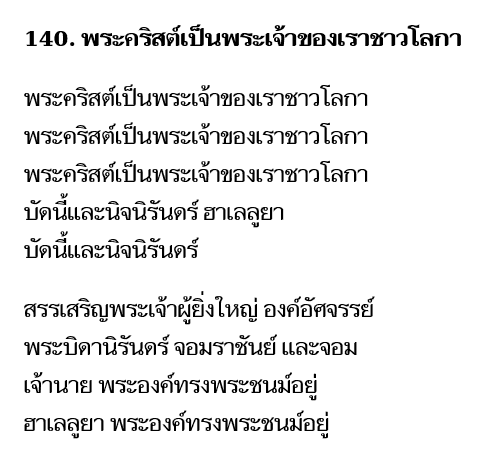 140. พระคริสต์เป็นพระเจ้าของเราชาวโลกา
พระคริสต์เป็นพระเจ้าของเราชาวโลกา
พระคริสต์เป็นพระเจ้าของเราชาวโลกา
พระคริสต์เป็นพระเจ้าของเราชาวโลกา
บัดนี้และนิจนิรันดร์ ฮาเลลูยา
บัดนี้และนิจนิรันดร์
สรรเสริญพระเจ้าผู้ยิ่งใหญ่ องค์อัศจรรย์
พระบิดานิรันดร์ จอมราชันย์ และจอม
เจ้านาย พระองค์ทรงพระชนม์อยู่
ฮาเลลูยา พระองค์ทรงพระชนม์อยู่